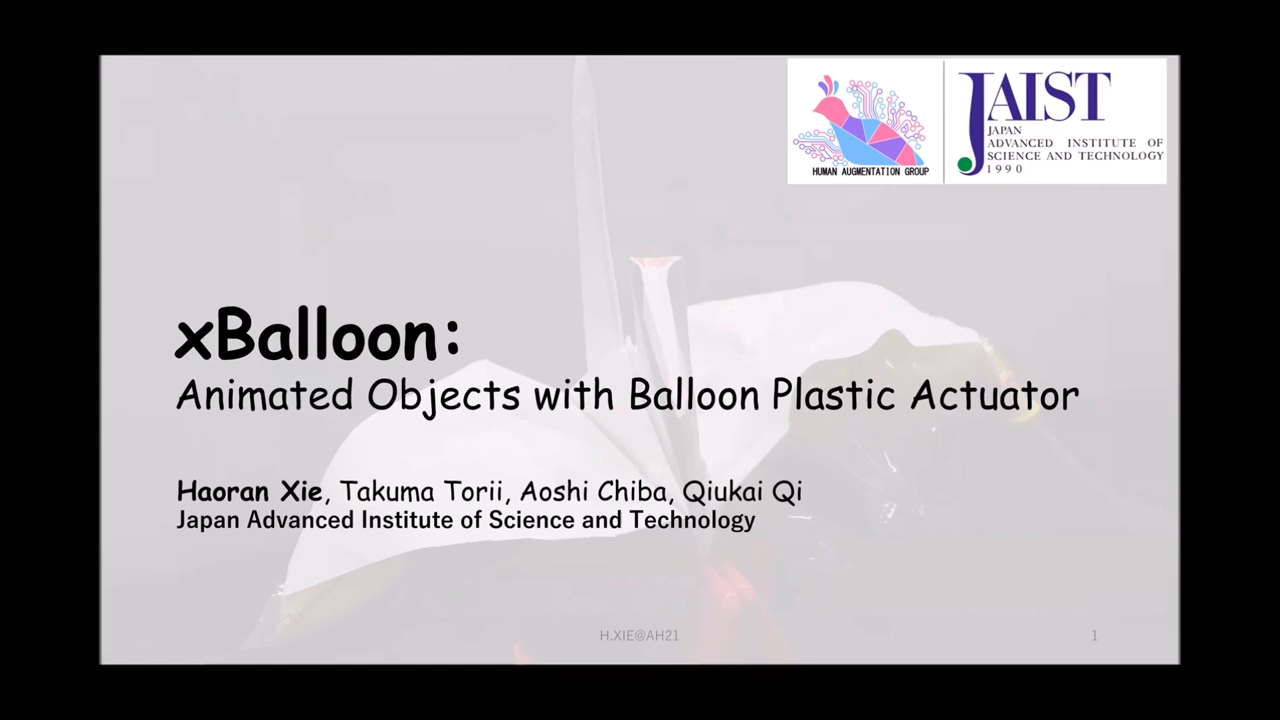 HUMAN AUGMENTATION GROUP
JAIST
JAPAN
ADVANCED INSTITUTE OF
SCIENCE AND TECHNOLOGY
1990
xBalloon:
Animated Objects with Balloon Plastic Actuator
Haoran Xie, Takuma Torii, Aoshi Chiba, Qiukai Qi
Japan Advanced Institute of Science and Technology
H.XIE@AH21
1